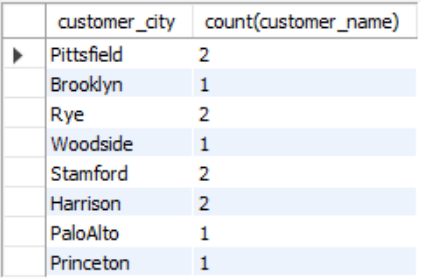 customer_city count(customer_name)
Pittsfield 2
Brooklyn 1
Rye 2
Woodside 1
Stamford 2
Harrison 2
PaloAlto 1
Princeton 1